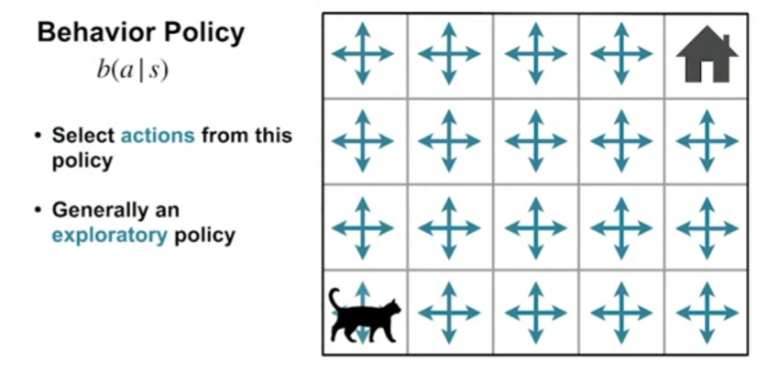 Behavior Policy
b(a|s)
• Select actions from this
policy
• Generally an
exploratory policy